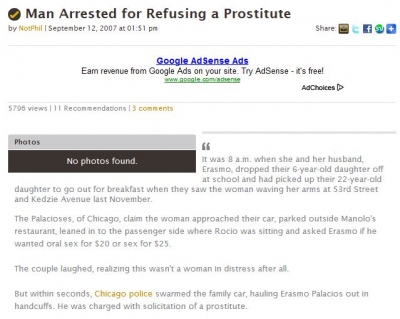 Man Arrested for Refusing a Prostitute
by NotPhil | September 12, 2007 at 01:51 pm
Share:
Google AdSense Ads
Earn revenue from Google Ads on your site. Try AdSense - it's free!
www.google.com/adsense
AdChoices
5796 views | 11 Recommendations | 3 comments
Photos
No photos found.
“
It was 8 a.m. when she and her husband,
Erasmo, dropped their 6-year-old daughter off
at school and had picked up their 22-year-old
daughter to go out for breakfast when they saw the woman waving her arms at 53rd Street
and Kedzie Avenue last November.
The Palacioses, of Chicago, claim the woman approached their car, parked outside Manolo's
restaurant, leaned in to the passenger side where Rocio was sitting and asked Erasmo if he
wanted oral sex for $20 or sex for $25.
The couple laughed, realizing this wasn't a woman in distress after all.
But within seconds, Chicago police swarmed the family car, hauling Erasmo Palacios out in
handcuffs. He was charged with solicitation of a prostitute.